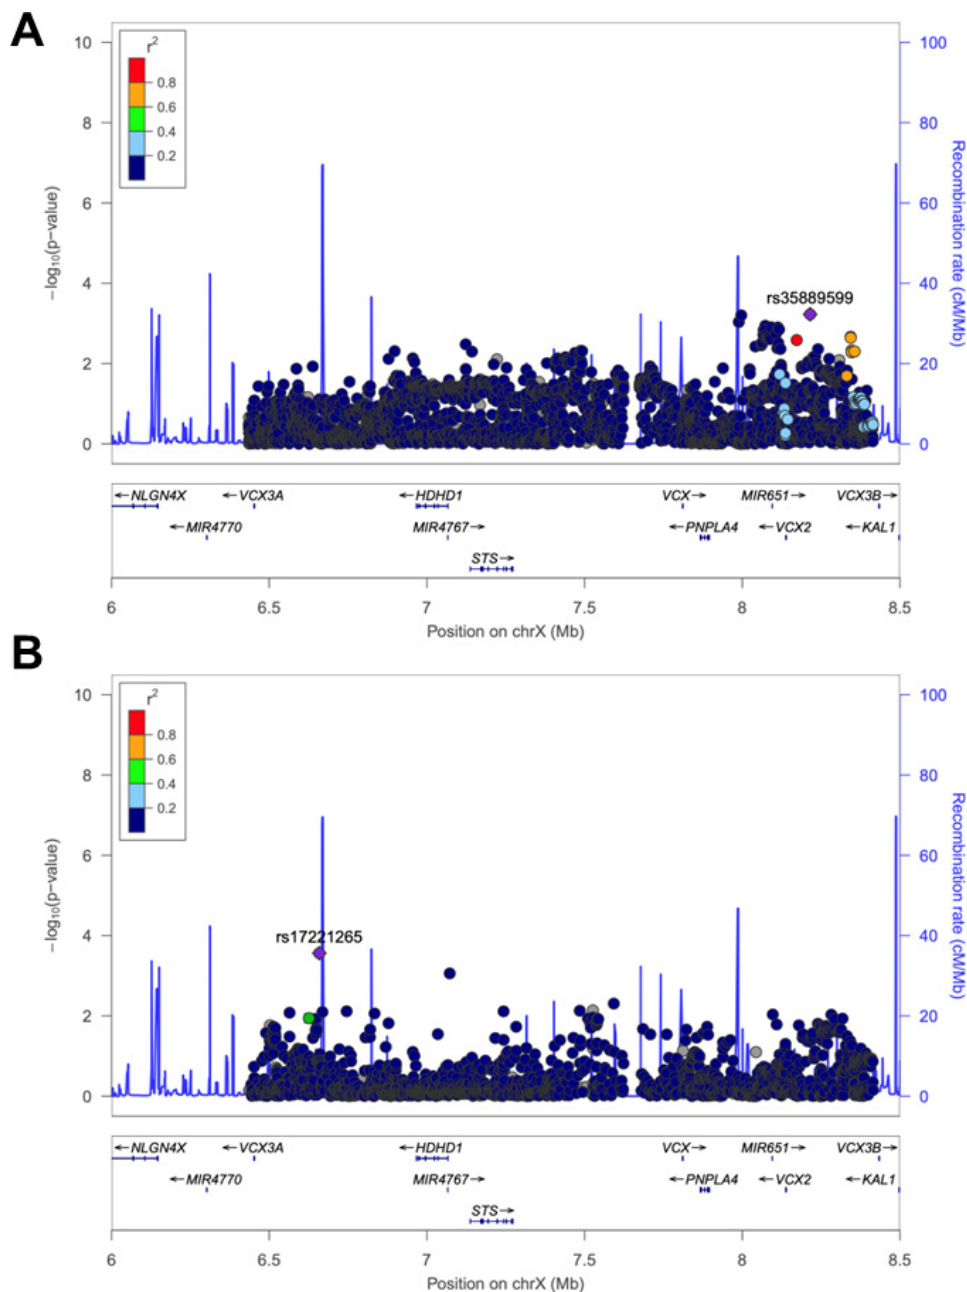 A
r2
0.8
0.6
0.4
0.2
10
8
6
4
2
0
−log10(p−value)
100
80
60
40
20
0
Recombination rate (cM/Mb)
rs35889599
←NLGN4X ←VCX3A ←HDHD1 VCX→ MIR651→ VCX3B→
←MIR4770 MIR4767→ ←PNPLA4 ←VCX2 ←KAL1
STS→
6 6.5 7 7.5 8 8.5
Position on chrX (Mb)
B
r2
0.8
0.6
0.4
0.2
10
8
6
4
2
0
−log10(p−value)
100
80
60
40
20
0
Recombination rate (cM/Mb)
rs17221265
←NLGN4X ←VCX3A ←HDHD1 VCX→ MIR651→ VCX3B→
←MIR4770 MIR4767→ ←PNPLA4 ←VCX2 ←KAL1
STS→
6 6.5 7 7.5 8 8.5
Position on chrX (Mb)